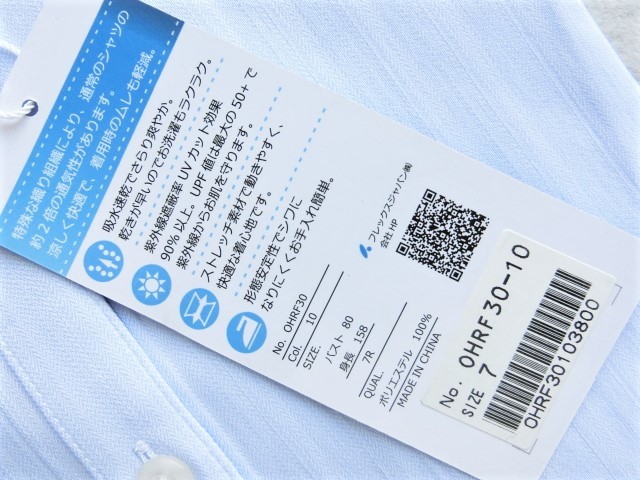 特殊な織り組織により、通常のシャツの
約2倍の通気性があります。
涼しく快適で、着用時のムレも軽減。
吸水速乾でさらり爽やか。
乾きが早いのでお洗濯もラクラク。
紫外線遮蔽率UVカット効果
90%以上。UPF値は最大の50+で
紫外線からお肌を守ります。
ストレッチ素材で動きやすく、
快適な着心地です。
形態安定性でシワに
なりにくくお手入れ簡単。
No. OHRF30
Col. 10
SIZE.
バスト 80
身長 158
7R
QUAL.
ポリエステル 100%
MADE IN CHINA
フレックスジャパン㈱
会社HP
No. OHRF30-10
SIZE 7
OHRF30103800